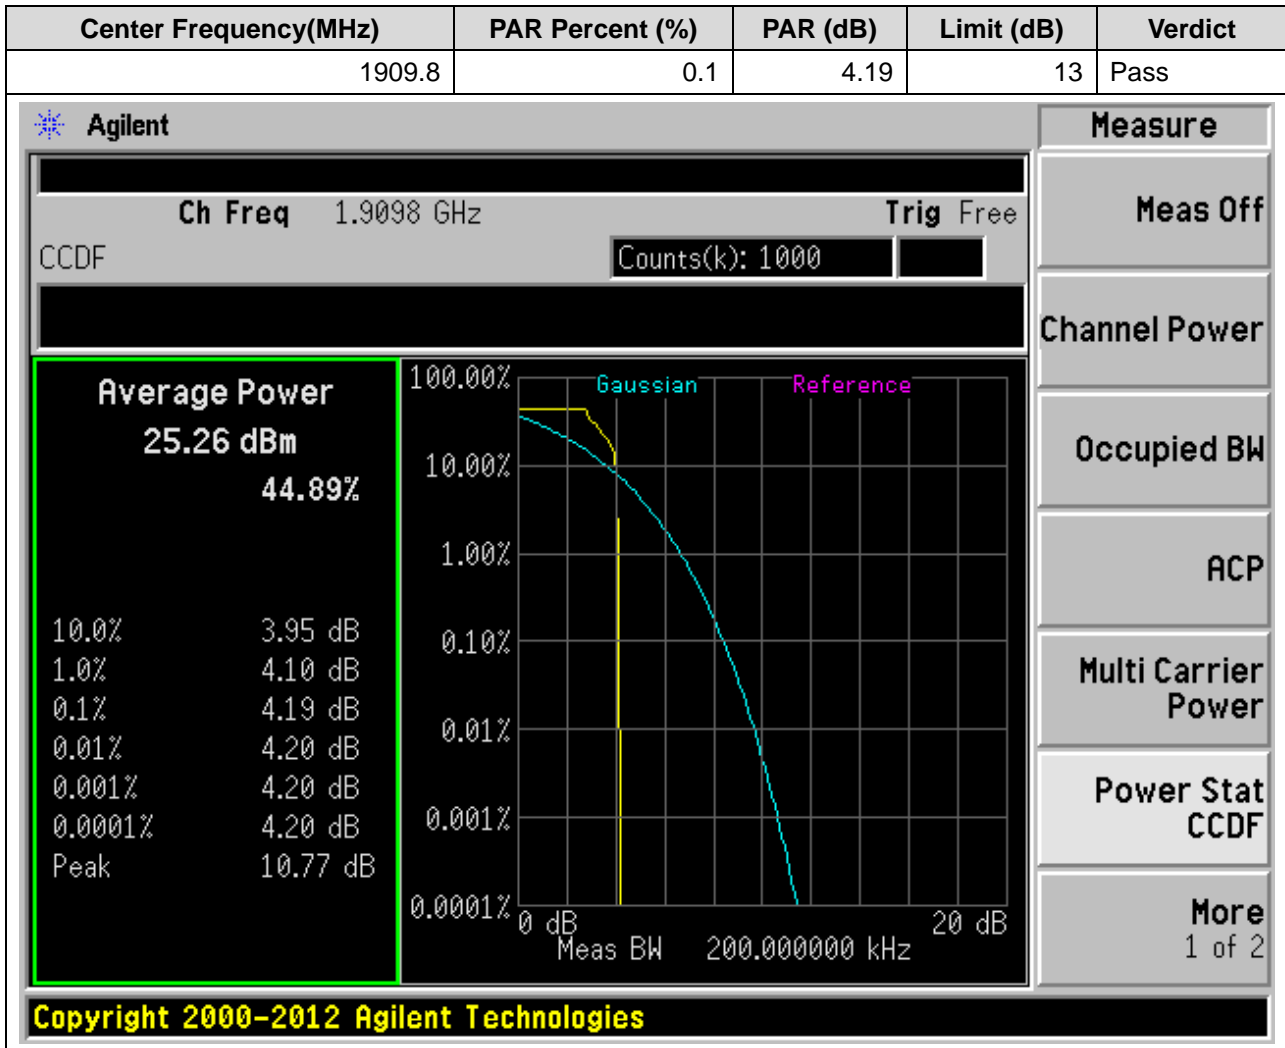 Center Frequency(MHz) PAR Percent (%) PAR (dB) Limit (dB) Verdict
1909.8 0.1 4.19 13 Pass
Agilent
Measure
Ch Freq 1.9098 GHz Trig Free
CCDF Counts(k): 1000
Average Power
25.26 dBm
44.89%
10.0% 3.95 dB
1.0% 4.10 dB
0.1% 4.19 dB
0.01% 4.20 dB
0.001% 4.20 dB
0.0001% 4.20 dB
Peak 10.77 dB
Gaussian Reference
100.00%
10.00%
1.00%
0.10%
0.01%
0.001%
0.0001%
0 dB 20 dB
Meas BW 200.000000 kHz
Meas Off
Channel Power
Occupied BW
ACP
Multi Carrier
Power
Power Stat
CCDF
More
1 of 2
Copyright 2000-2012 Agilent Technologies